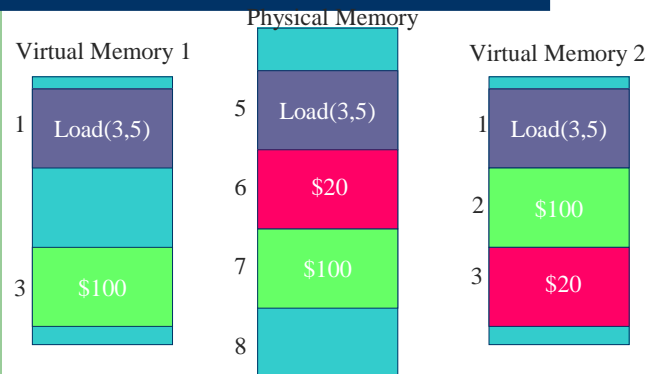 Physical Memory
Virtual Memory 1
Virtual Memory 2
1
Load(3,5)
3
$100
5
Load(3,5)
6
$20
7
$100
8
1
Load(3,5)
2
$100
3
$20